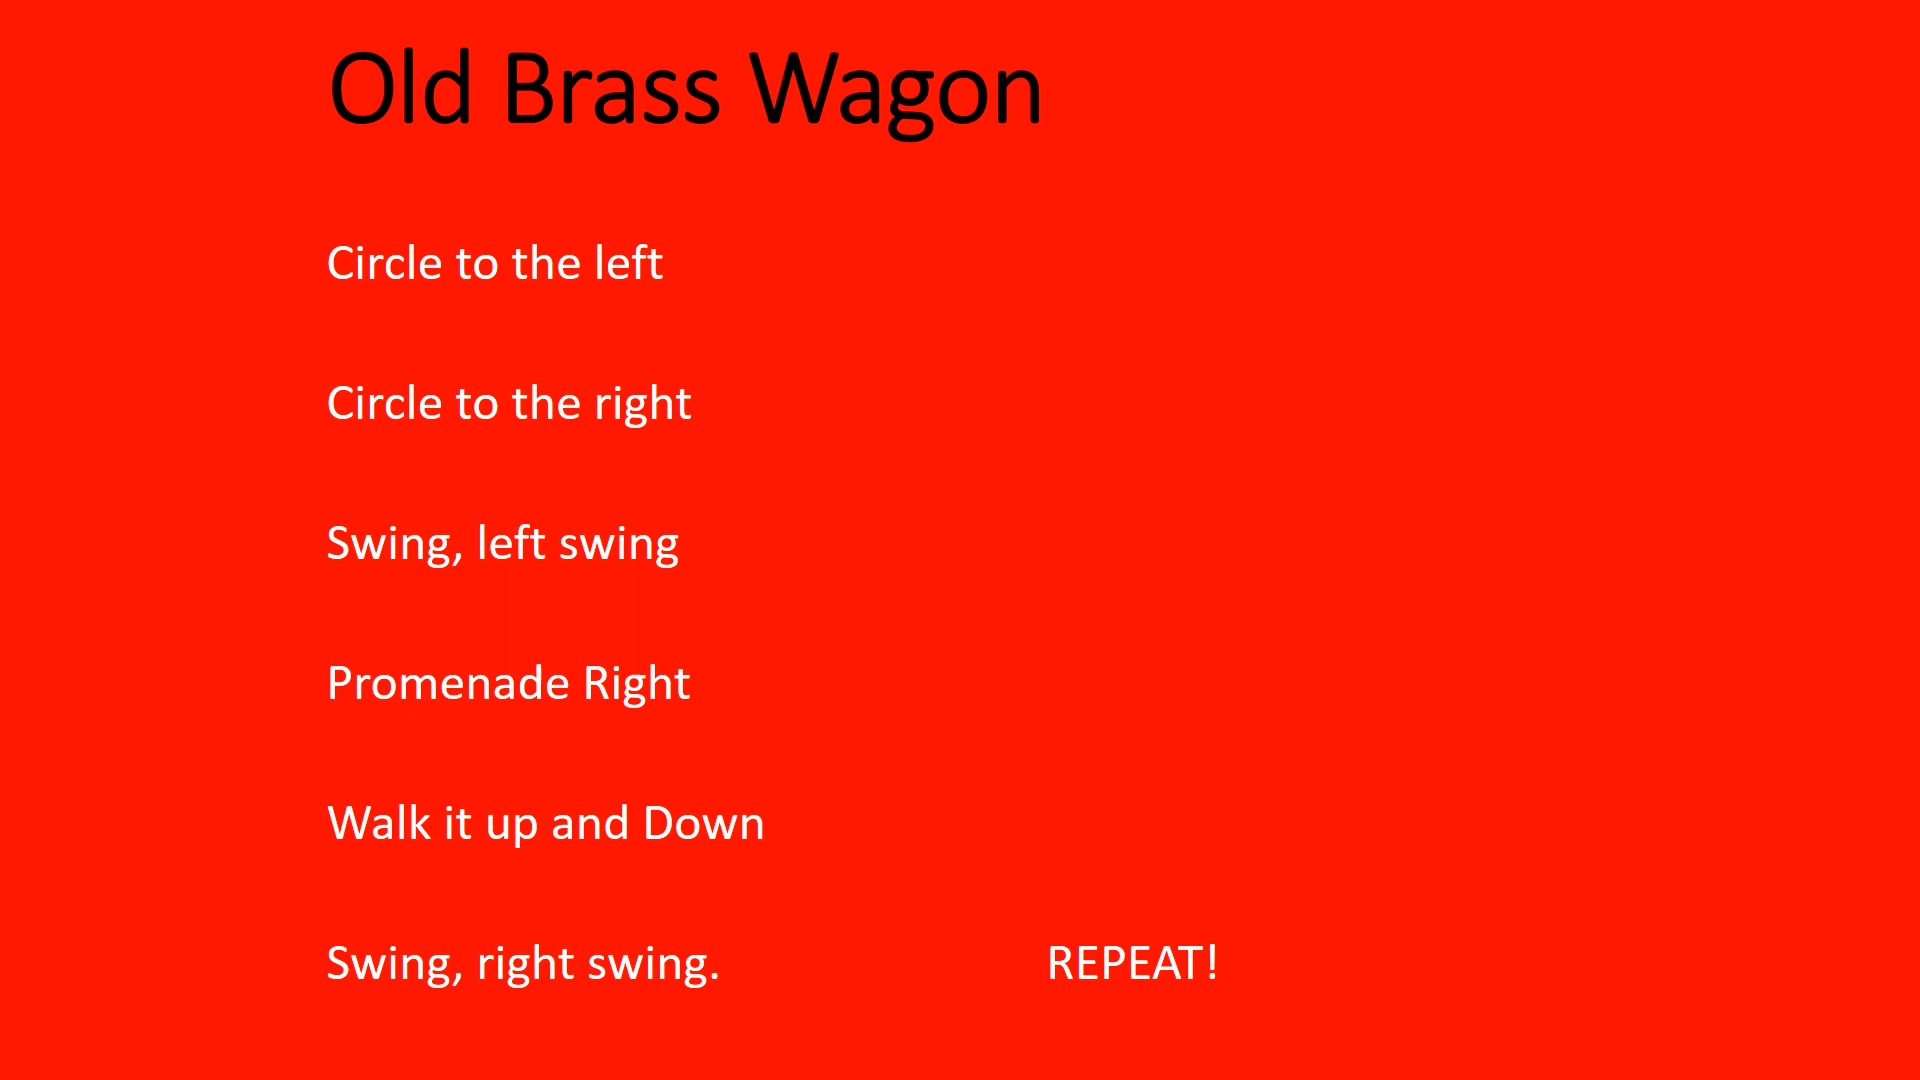 Old Brass Wagon
Circle to the left
Circle to the right
Swing, left swing
Promenade Right
Walk it up and Down
Swing, right swing. REPEAT!